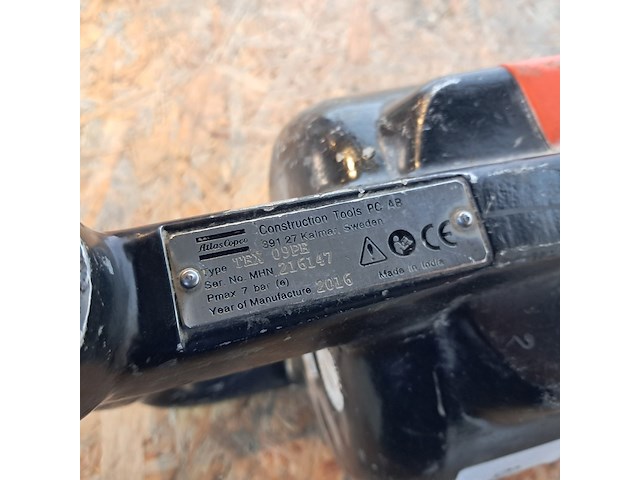 Atlas Copco
Construction Tools PC AB
391 27 Kalmar, Sweden
Type TEX 09PE
Ser No. MHN 216147
Pmax 7 bar (e)
Year of Manufacture 2016
CE
Made in India